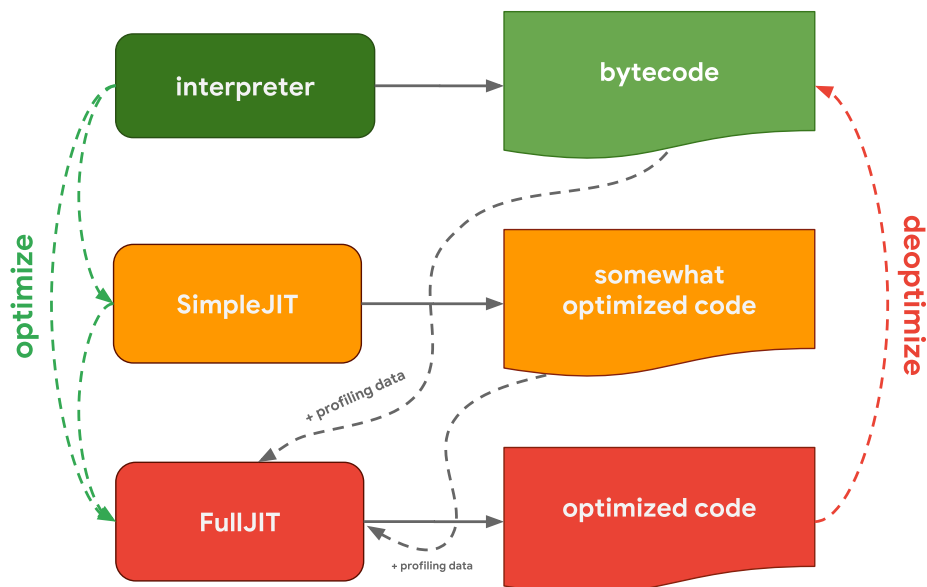 interpreter
bytecode
optimize
SimpleJIT
somewhat
optimized code
deoptimize
+ profiling data
FullJIT
optimized code
+ profiling data